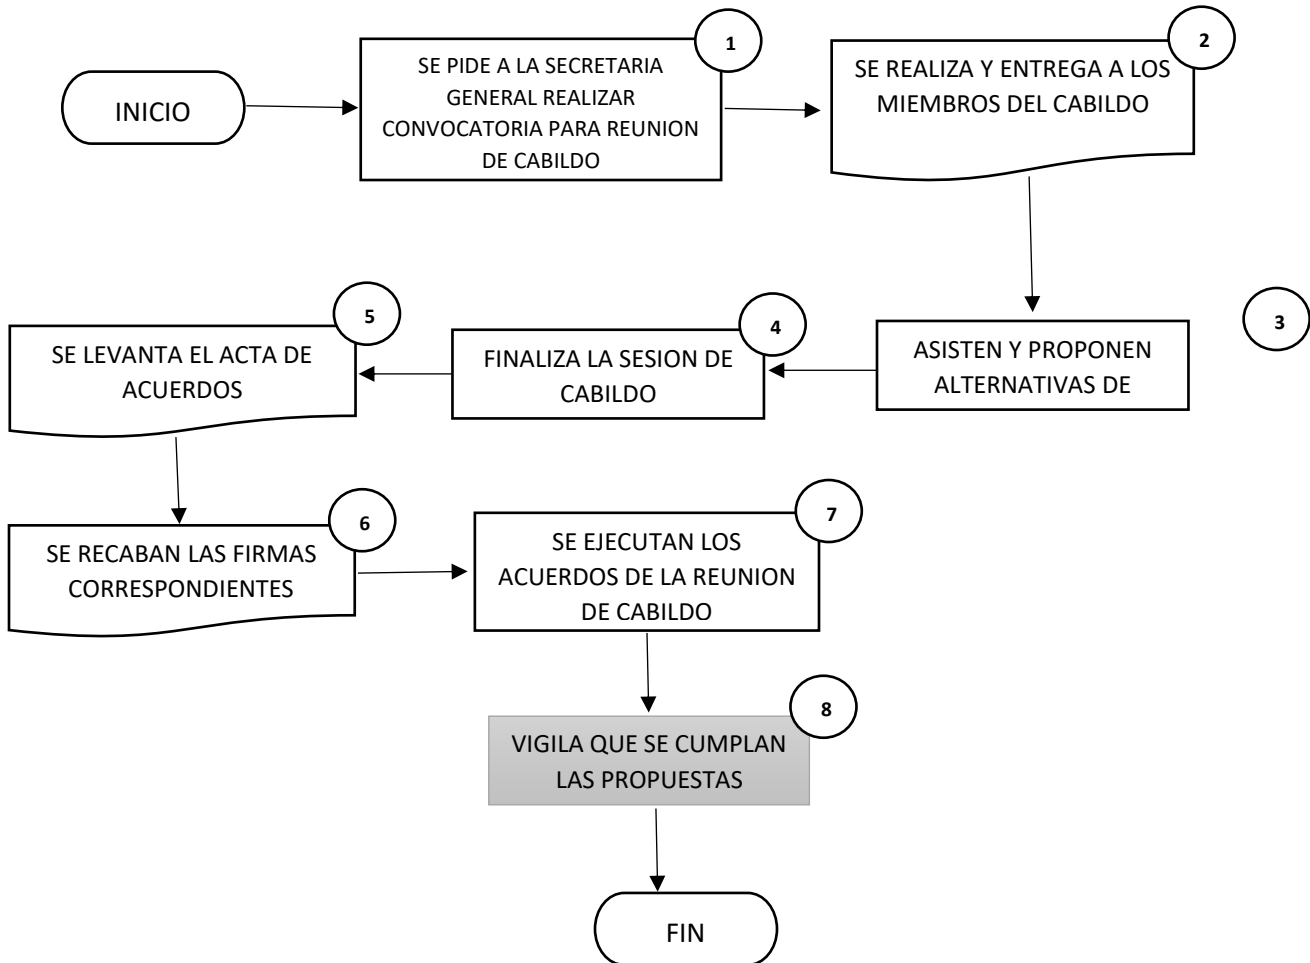 INICIO
1
SE PIDE A LA SECRETARIA
GENERAL REALIZAR
CONVOCATORIA PARA REUNION
DE CABILDO
2
SE REALIZA Y ENTREGA A LOS
MIEMBROS DEL CABILDO
3
ASISTEN Y PROPONEN
ALTERNATIVAS DE
4
FINALIZA LA SESION DE
CABILDO
5
SE LEVANTA EL ACTA DE
ACUERDOS
6
SE RECABAN LAS FIRMAS
CORRESPONDIENTES
7
SE EJECUTAN LOS
ACUERDOS DE LA REUNION
DE CABILDO
8
VIGILA QUE SE CUMPLAN
LAS PROPUESTAS
FIN